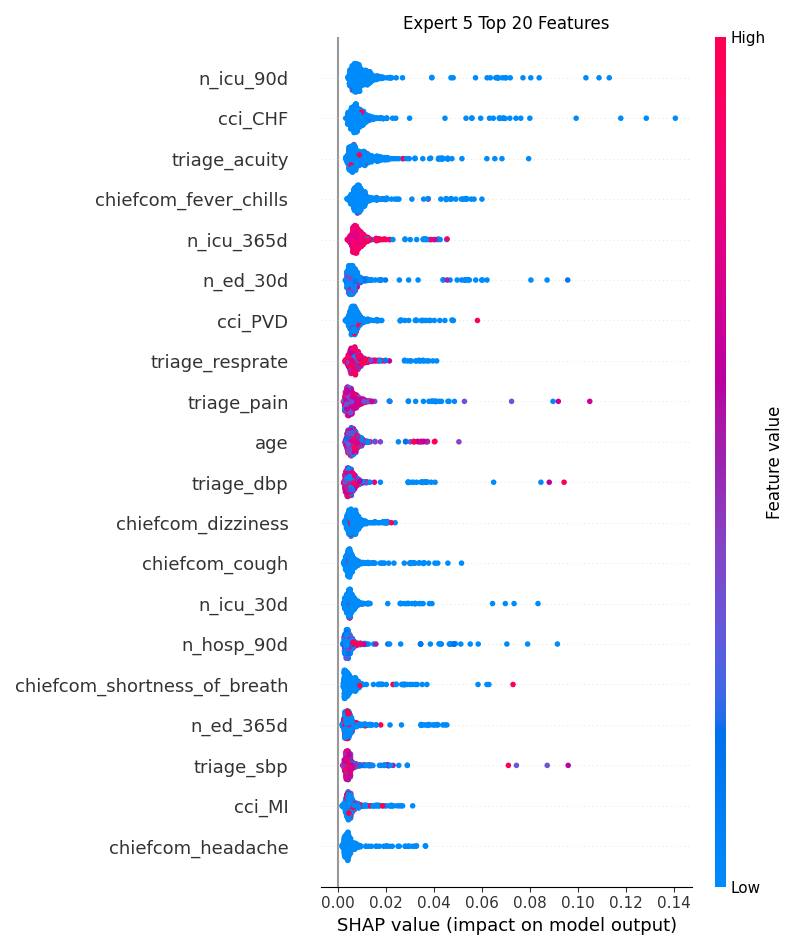 Expert 5 Top 20 Features
High
n_icu_90d
cci_CHF
triage_acuity
chiefcom_fever_chills
n_icu_365d
n_ed_30d
cci_PVD
triage_resprate
triage_pain
age
triage_dbp
chiefcom_dizziness
chiefcom_cough
n_icu_30d
n_hosp_90d
chiefcom_shortness_of_breath
n_ed_365d
triage_sbp
cci_MI
chiefcom_headache
Feature value
Low
0.00 0.02 0.04 0.06 0.08 0.10 0.12 0.14
SHAP value (impact on model output)